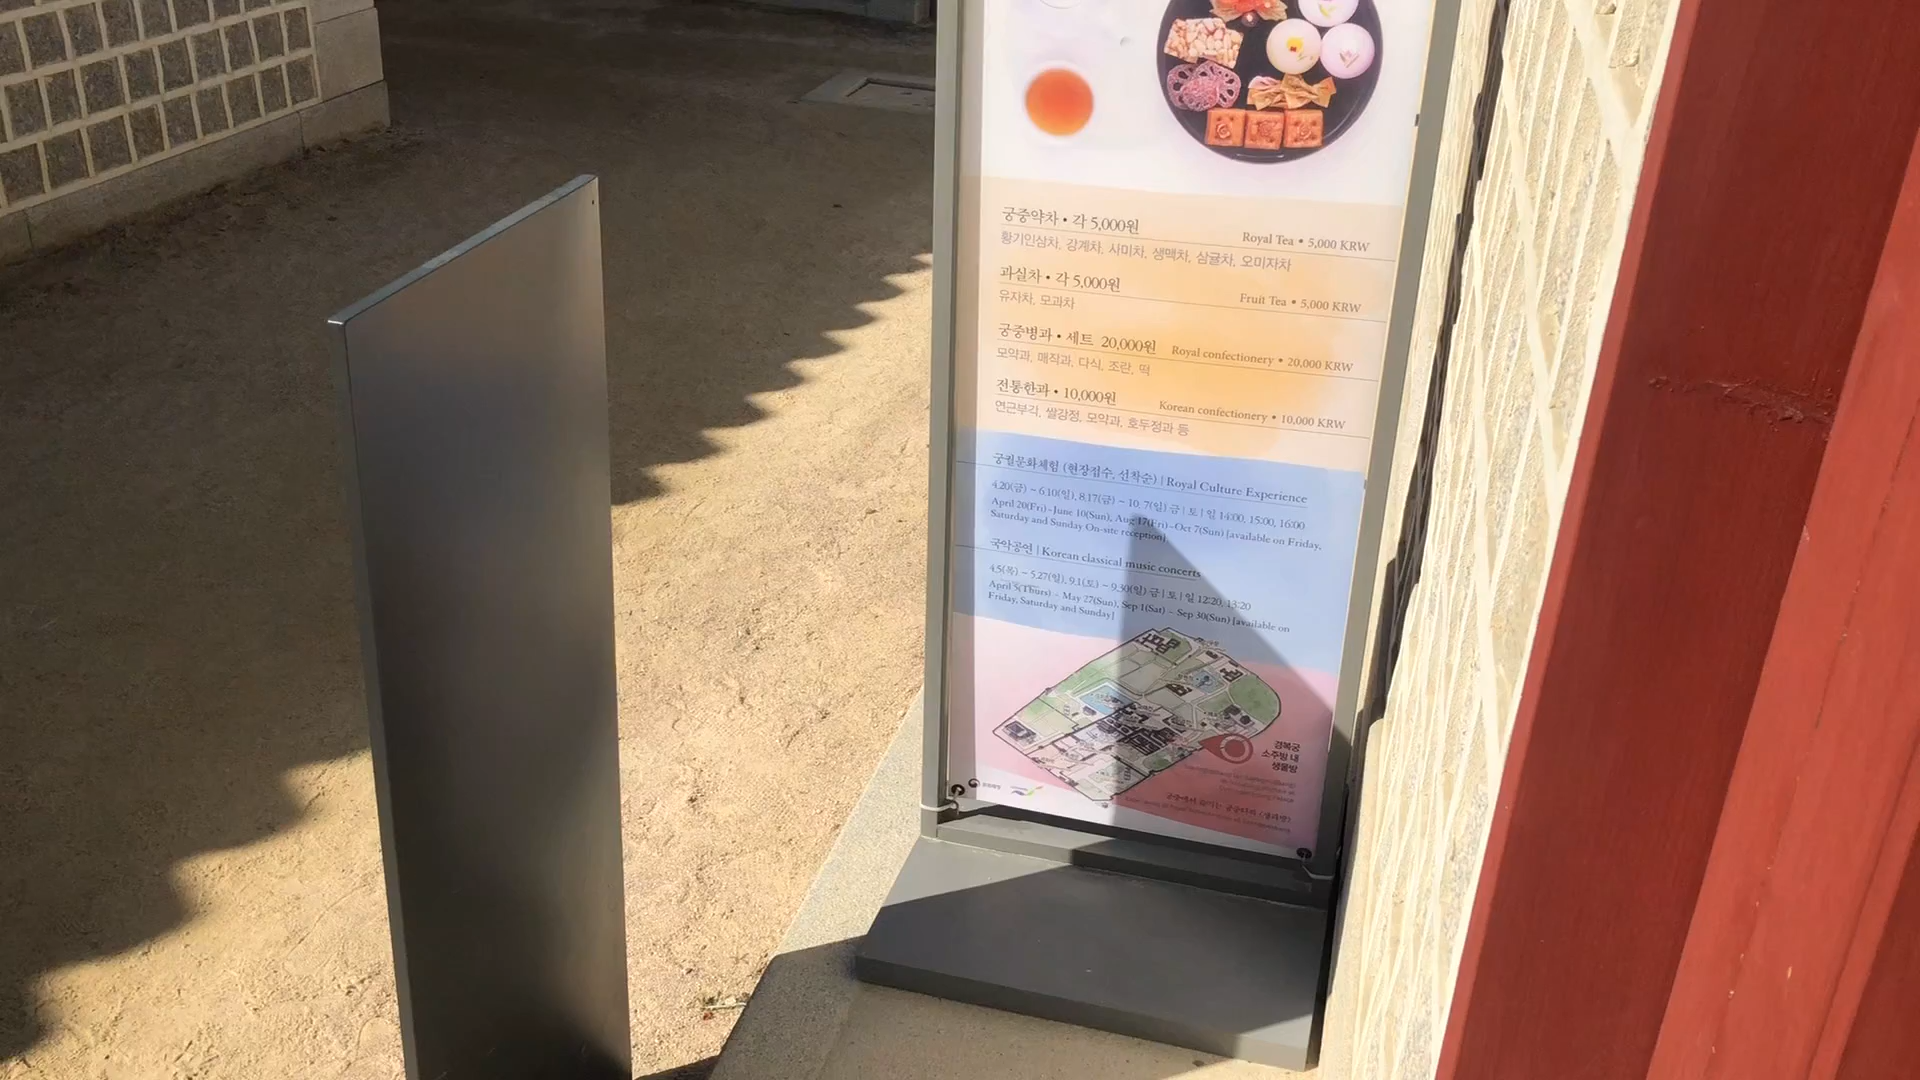 궁중약차 • 각 5,000원
Royal Tea • 5,000 KRW
황기인삼차, 강계차, 사미차, 생맥차, 삼귤차, 오미자차
과실차 • 각 5,000원
Fruit Tea • 5,000 KRW
유자차, 모과차
궁중병과 • 세트 20,000원
Royal confectionery • 20,000 KRW
모약과, 매작과, 다식, 조란, 떡
전통한과 • 10,000원
Korean confectionery • 10,000 KRW
연근부각, 쌀강정, 모약과, 호두정과 등
궁궐문화체험 (현장접수, 선착순) | Royal Culture Experience
4.20(금) ~ 6.10(일), 8.17(금) ~ 10. 7(일) 금 | 토 | 일 14:00, 15:00, 16:00
April 20(Fri) ~ June 10(Sun), Aug 17(Fri) ~ Oct 7(Sun) [available on Friday,
Saturday and Sunday On-site reception]
국악공연 | Korean classical music concerts
4.5(목) ~ 5.27(일), 9.1(토) ~ 9.30(일) 금 | 토 | 일 12:20, 13:20
April 5(Thurs) ~ May 27(Sun), Sep 1(Sat) ~ Sep 30(Sun) [available on
Friday, Saturday and Sunday]
경복궁
소주방 내
생물방